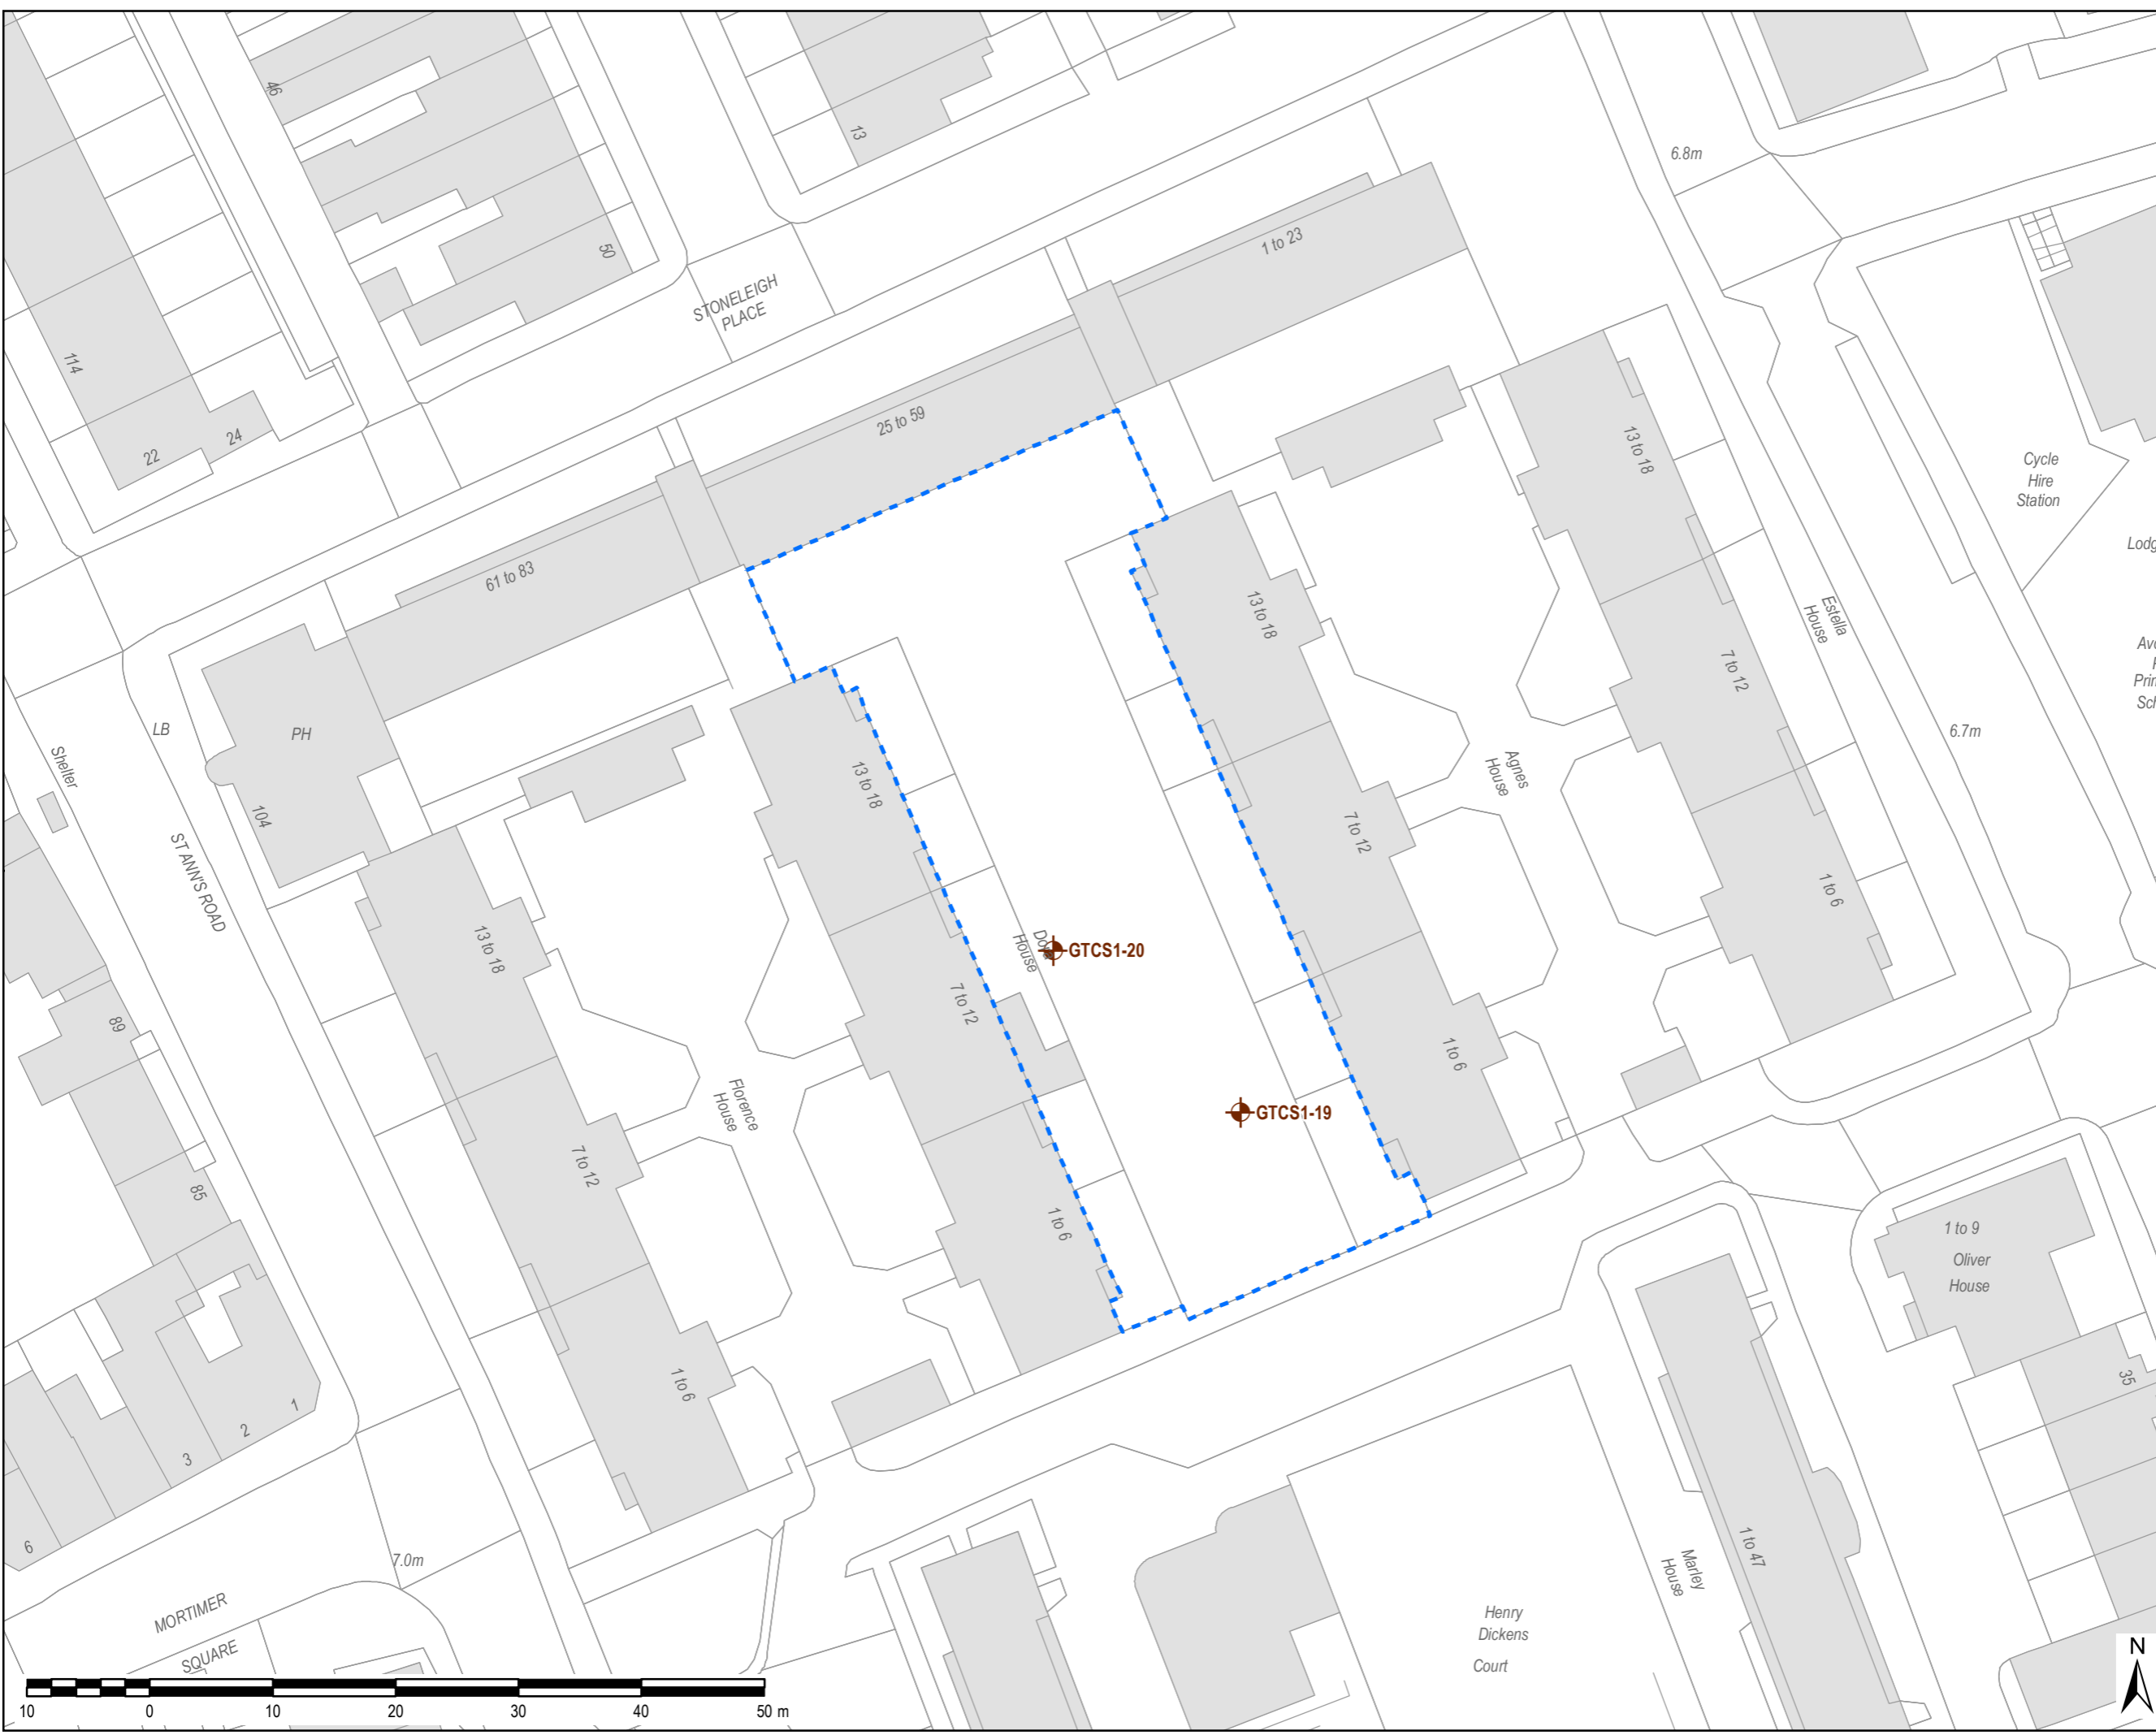 46
13
6.8m
50
1 to 23
STONELEIGH
PLACE
114
25 to 59
22
24
13 to 18
Cycle
Hire
Station
61 to 83
13 to 18
Estella
House
7 to 12
LB
PH
Shelter
6.7m
104
13 to 18
Agnes
House
ST ANN'S ROAD
7 to 12
1 to 6
13 to 18
House
GTCS1-20
7 to 12
89
1 to 6
Florence
House
GTCS1-19
7 to 12
85
1 to 6
1 to 9
Oliver
House
1 to 6
35
1
2
3
6
7.0m
1 to 47
Marley
House
MORTIMER
SQUARE
Henry
Dickens
Court
N
10 0 10 20 30 40 50 m